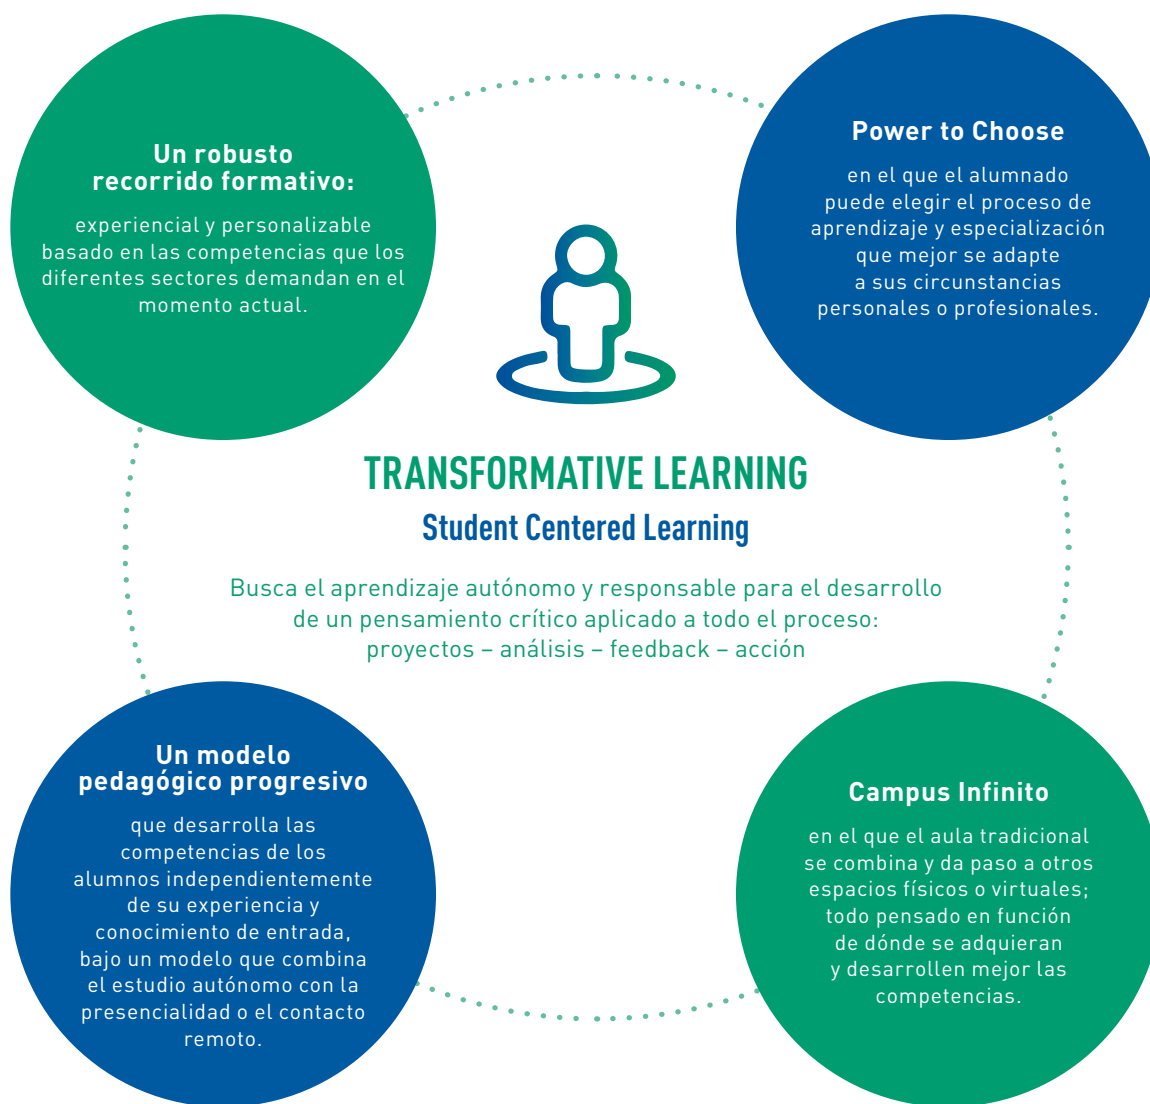 Un robusto
recorrido formativo:
experiencial y personalizable
basado en las competencias que los
diferentes sectores demandan en el
momento actual.
Power to Choose
en el que el alumnado
puede elegir el proceso de
aprendizaje y especialización
que mejor se adapte
a sus circunstancias
personales o profesionales.
TRANSFORMATIVE LEARNING
Student Centered Learning
Busca el aprendizaje autónomo y responsable para el desarrollo
de un pensamiento crítico aplicado a todo el proceso:
proyectos – análisis – feedback – acción
Un modelo
pedagógico progresivo
que desarrolla las
competencias de los
alumnos independientemente
de su experiencia y
conocimiento de entrada,
bajo un modelo que combina
el estudio autónomo con la
presencialidad o el contacto
remoto.
Campus Infinito
en el que el aula tradicional
se combina y da paso a otros
espacios físicos o virtuales;
todo pensado en función
de dónde se adquieran
y desarrollen mejor las
competencias.